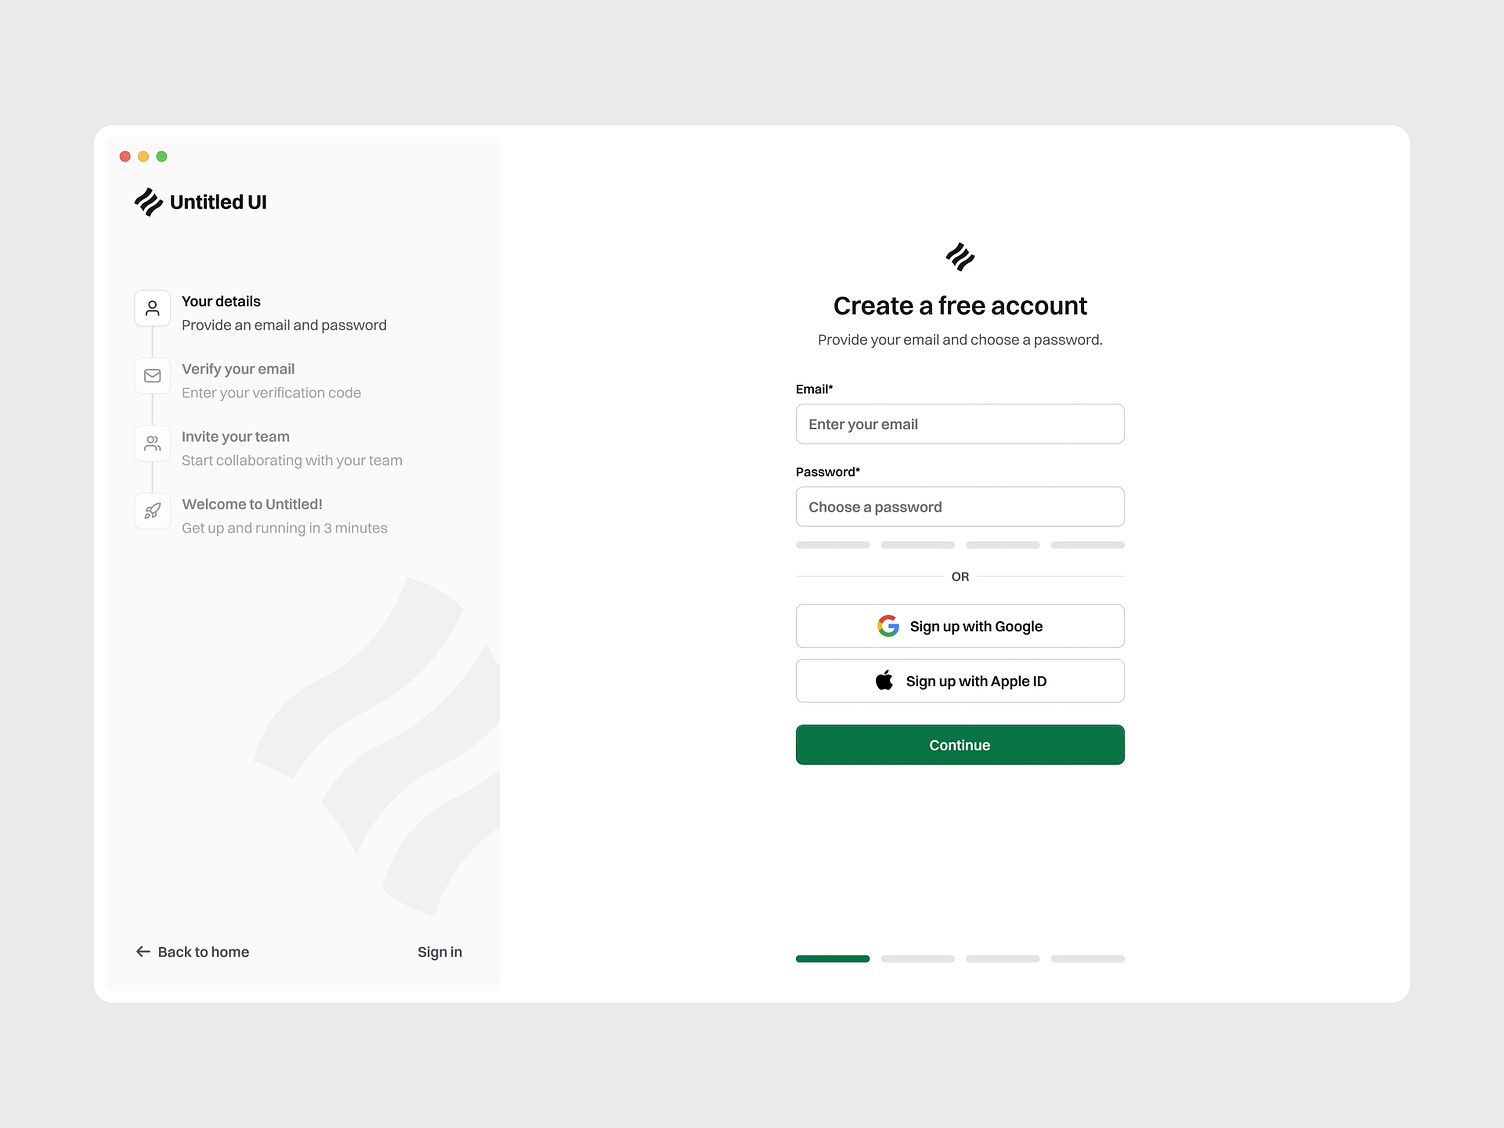 Untitled UI
Your details
Provide an email and password
Verify your email
Enter your verification code
Invite your team
Start collaborating with your team
Welcome to Untitled!
Get up and running in 3 minutes
Back to home
Sign in
Create a free account
Provide your email and choose a password.
Email*
Enter your email
Password*
Choose a password
OR
Sign up with Google
Sign up with Apple ID
Continue